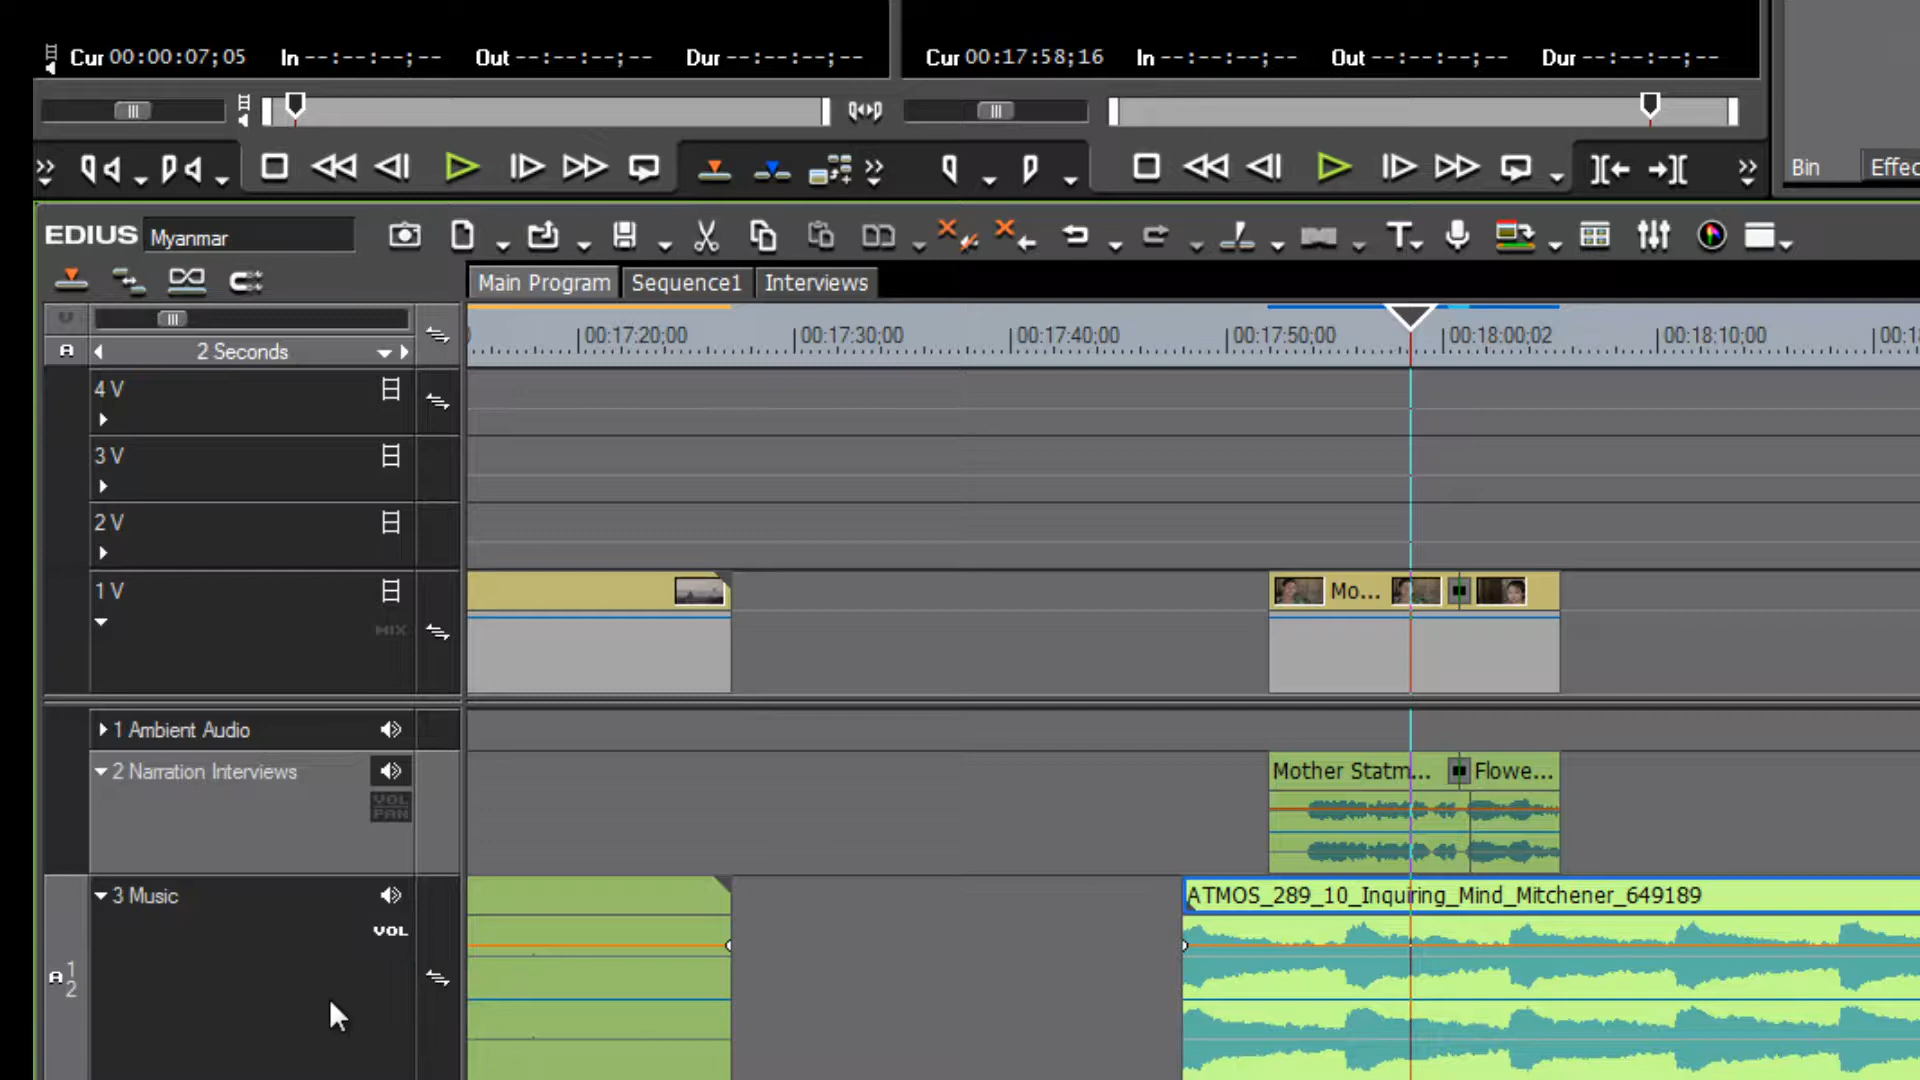 Cur 00:00:07;05 In --:--:--;-- Out --:--:--;-- Dur --:--:--;-- Cur 00:17:58;16 In --:--:--;-- Out --:--:--;-- Dur --:--:--;--
Bin Effec
EDIUS Myanmar
Main Program Sequence1 Interviews
00:17:20;00 00:17:30;00 00:17:40;00 00:17:50;00 00:18:00;02 00:18:10;00 00:18
A 2 Seconds
4 V
3 V
2 V
1 V Mo...
MIX
1 Ambient Audio
2 Narration Interviews Mother Statm... Flowe...
VOL
PAN
3 Music ATMOS_289_10_Inquiring_Mind_Mitchener_649189
VOL
A 1
2